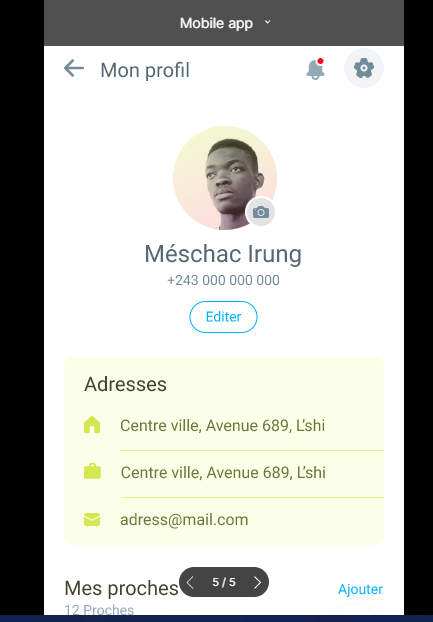 Mobile app
Mon profil
Méschac Irung
+243 000 000 000
Editer
Adresses
Centre ville, Avenue 689, L'shi
Centre ville, Avenue 689, L'shi
adress@mail.com
Mes proches
5 / 5
Ajouter
12 Proches